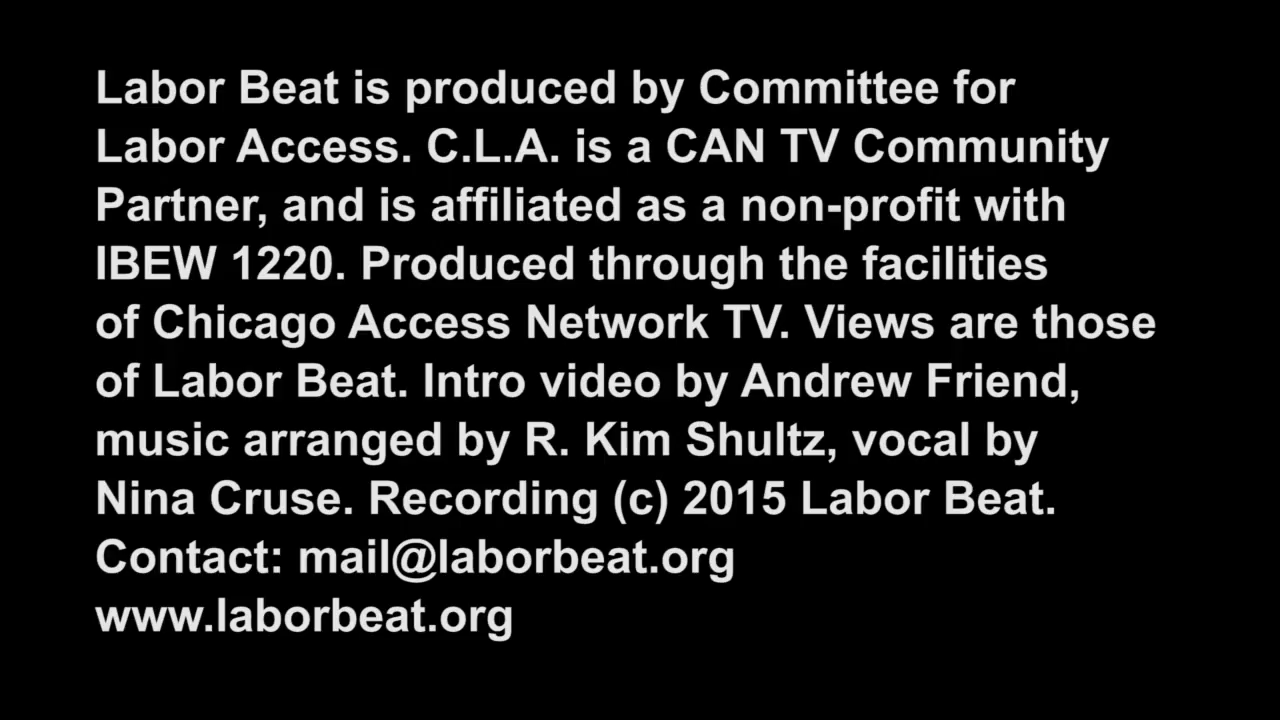 Labor Beat is produced by Committee for
Labor Access. C.L.A. is a CAN TV Community
Partner, and is affiliated as a non-profit with
IBEW 1220. Produced through the facilities
of Chicago Access Network TV. Views are those
of Labor Beat. Intro video by Andrew Friend,
music arranged by R. Kim Shultz, vocal by
Nina Cruse. Recording (c) 2015 Labor Beat.
Contact: mail@laborbeat.org
www.laborbeat.org